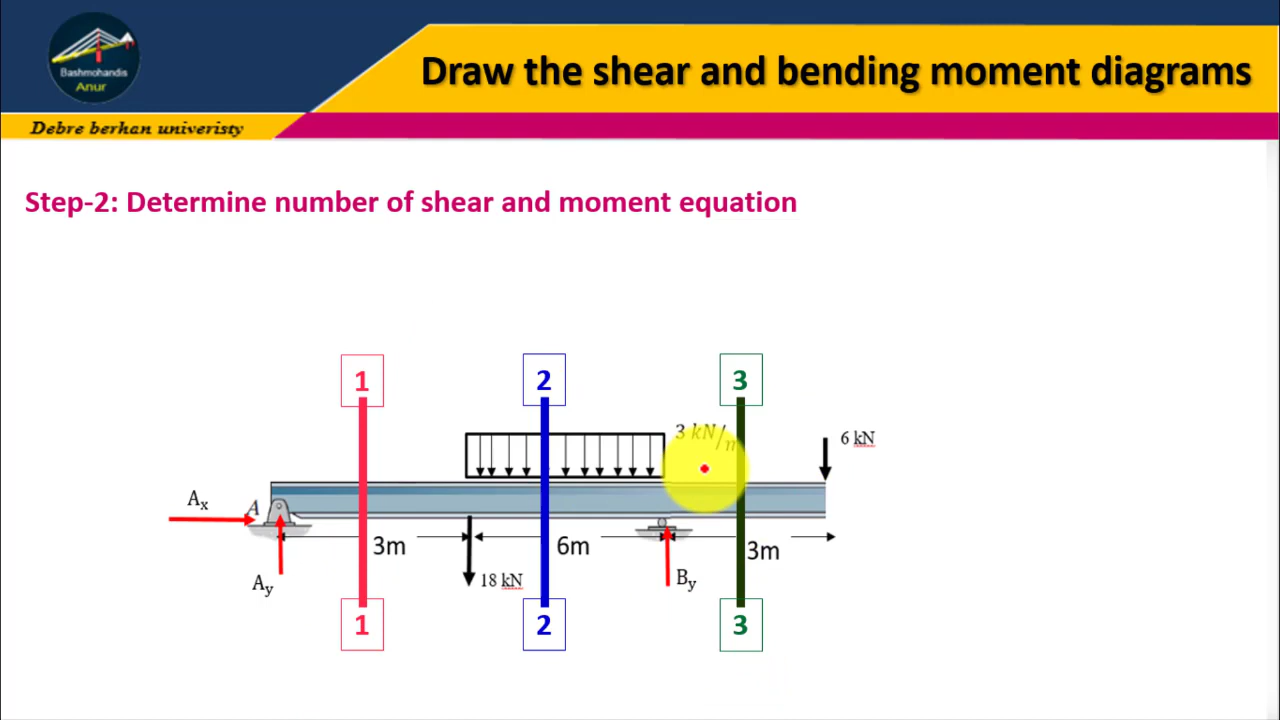 Bashmohandis
Anur
Draw the shear and bending moment diagrams
Debre berhan univeristy
Step-2: Determine number of shear and moment equation
1
2
3
3 kN/m
6 kN
Ax
A
3m
6m
3m
Ay
18 kN
By
1
2
3